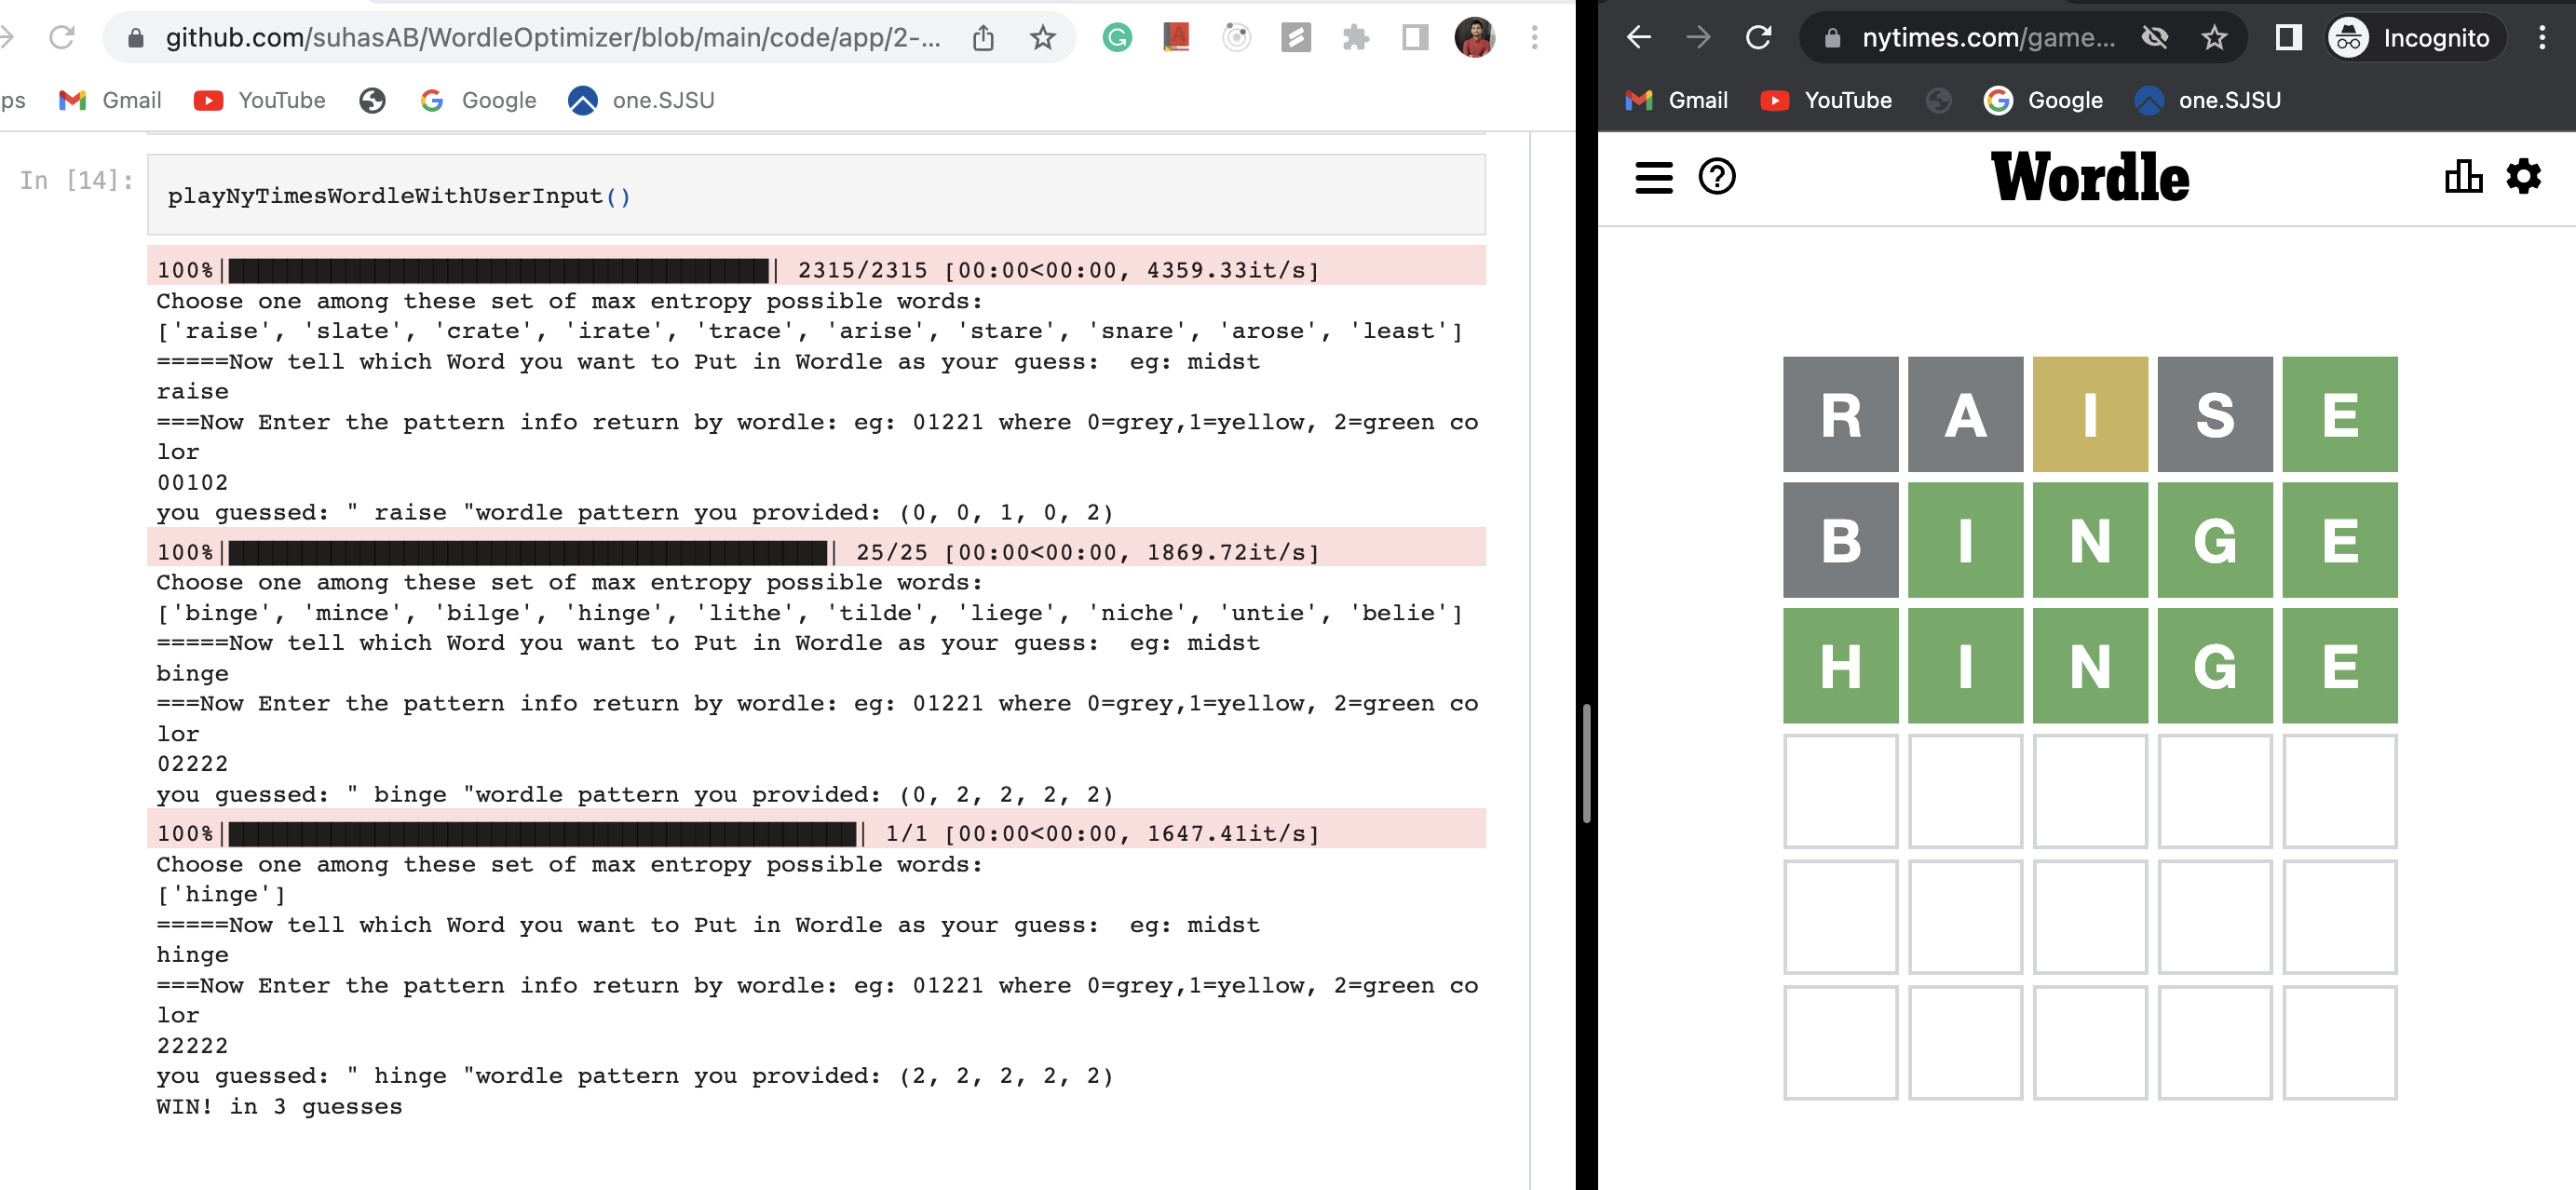 github.com/suhasAB/WordleOptimizer/blob/main/code/app/2-...
ps Gmail YouTube Google one.SJSU
In [14]: playNyTimesWordleWithUserInput()
100%| | 2315/2315 [00:00<00:00, 4359.33it/s]
Choose one among these set of max entropy possible words:
['raise', 'slate', 'crate', 'irate', 'trace', 'arise', 'stare', 'snare', 'arose', 'least']
=====Now tell which Word you want to Put in Wordle as your guess:  eg: midst
raise
===Now Enter the pattern info return by wordle: eg: 01221 where 0=grey,1=yellow, 2=green co
lor
00102
you guessed: " raise "wordle pattern you provided: (0, 0, 1, 0, 2)
100%| | 25/25 [00:00<00:00, 1869.72it/s]
Choose one among these set of max entropy possible words:
['binge', 'mince', 'bilge', 'hinge', 'lithe', 'tilde', 'liege', 'niche', 'untie', 'belie']
=====Now tell which Word you want to Put in Wordle as your guess:  eg: midst
binge
===Now Enter the pattern info return by wordle: eg: 01221 where 0=grey,1=yellow, 2=green co
lor
02222
you guessed: " binge "wordle pattern you provided: (0, 2, 2, 2, 2)
100%| | 1/1 [00:00<00:00, 1647.41it/s]
Choose one among these set of max entropy possible words:
['hinge']
=====Now tell which Word you want to Put in Wordle as your guess:  eg: midst
hinge
===Now Enter the pattern info return by wordle: eg: 01221 where 0=grey,1=yellow, 2=green co
lor
22222
you guessed: " hinge "wordle pattern you provided: (2, 2, 2, 2, 2)
WIN! in 3 guesses
nytimes.com/game... Incognito
Gmail YouTube Google one.SJSU
Wordle
R A I S E
B I N G E
H I N G E